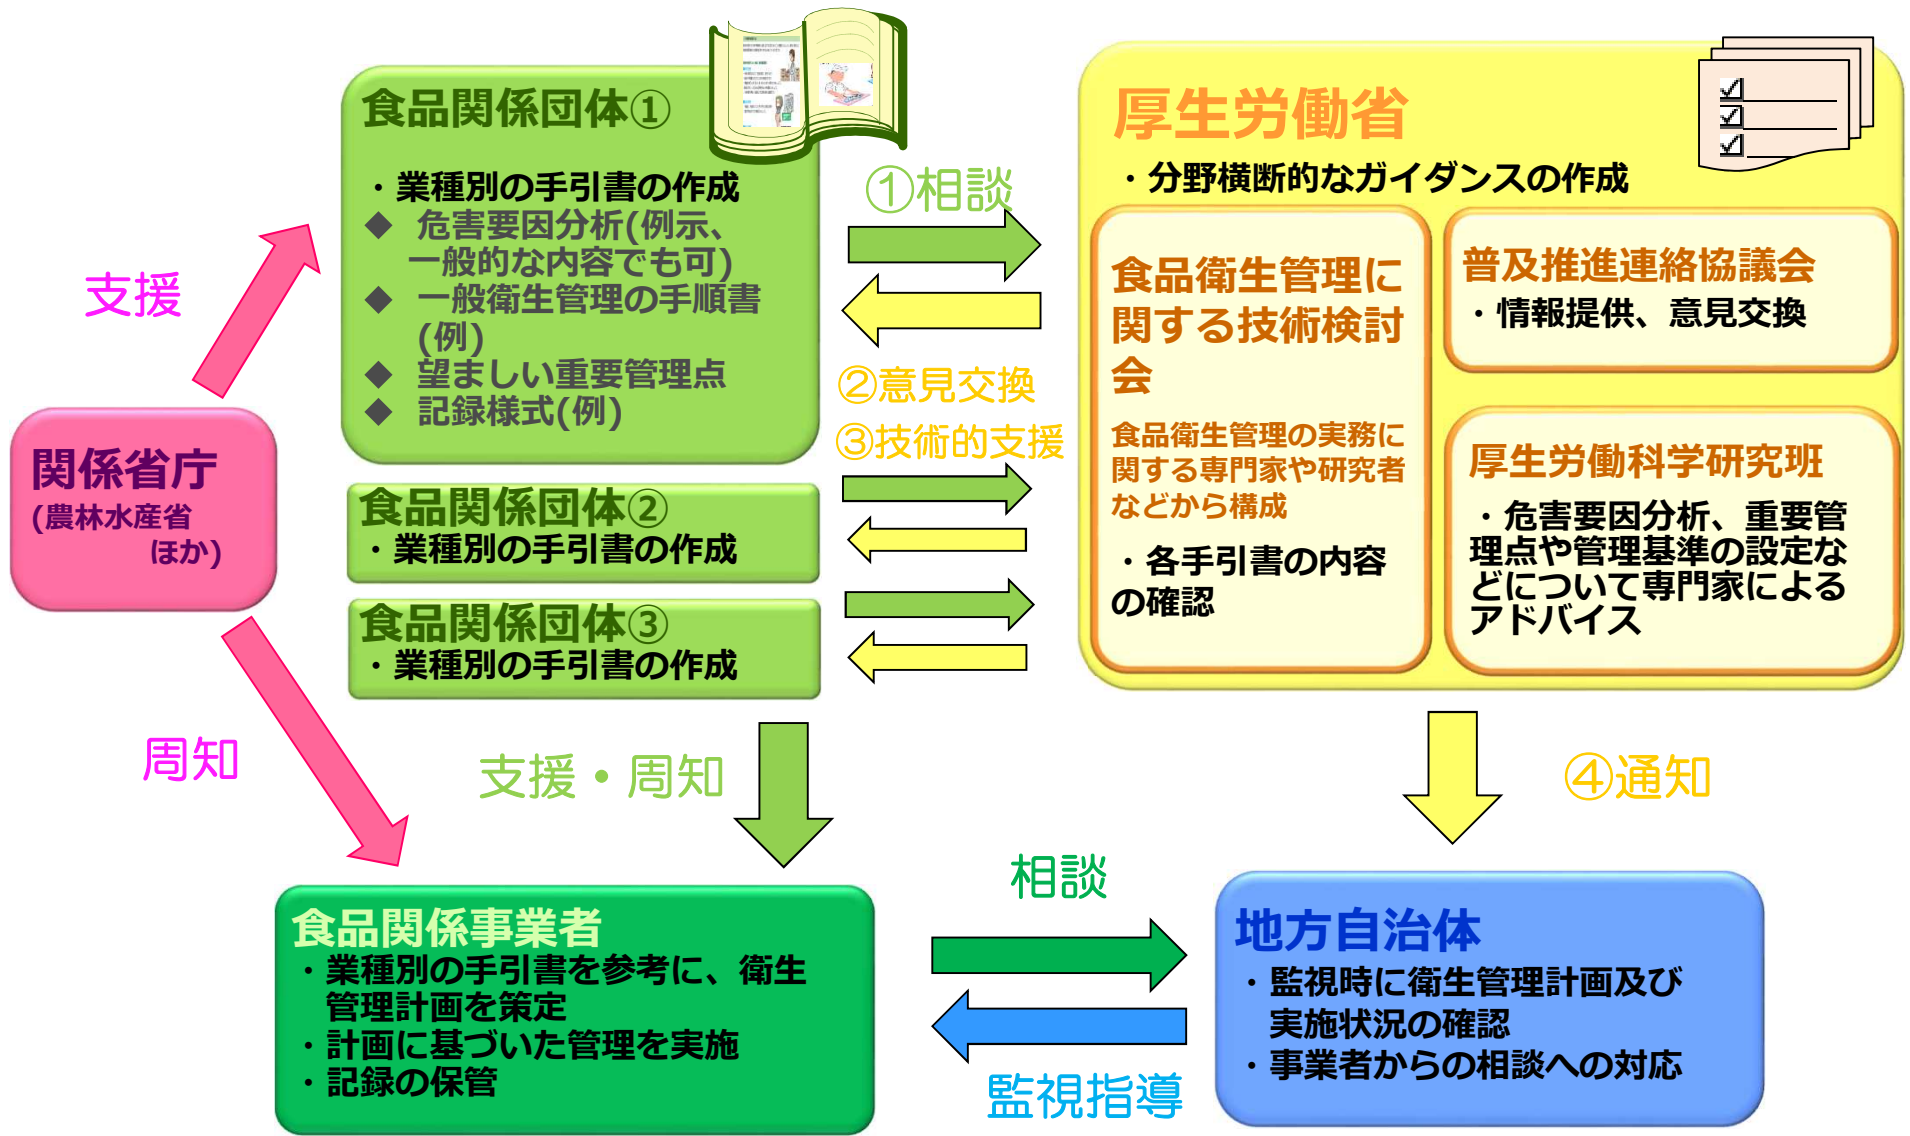 食品関係団体①
・業種別の手引書の作成
◆ 危害要因分析(例示、
一般的な内容でも可)
◆ 一般衛生管理の手順書
(例)
◆ 望ましい重要管理点
◆ 記録様式(例)
食品関係団体②
・業種別の手引書の作成
食品関係団体③
・業種別の手引書の作成
①相談
②意見交換
③技術的支援
厚生労働省
・分野横断的なガイダンスの作成
食品衛生管理に
関する技術検討
会
食品衛生管理の実務に
関する専門家や研究者
などから構成
・各手引書の内容
の確認
普及推進連絡協議会
・情報提供、意見交換
厚生労働科学研究班
・危害要因分析、重要管
理点や管理基準の設定な
どについて専門家による
アドバイス
支援
関係省庁
(農林水産省
ほか)
周知
支援・周知
④通知
食品関係事業者
・業種別の手引書を参考に、衛生
管理計画を策定
・計画に基づいた管理を実施
・記録の保管
相談
監視指導
地方自治体
・監視時に衛生管理計画及び
実施状況の確認
・事業者からの相談への対応